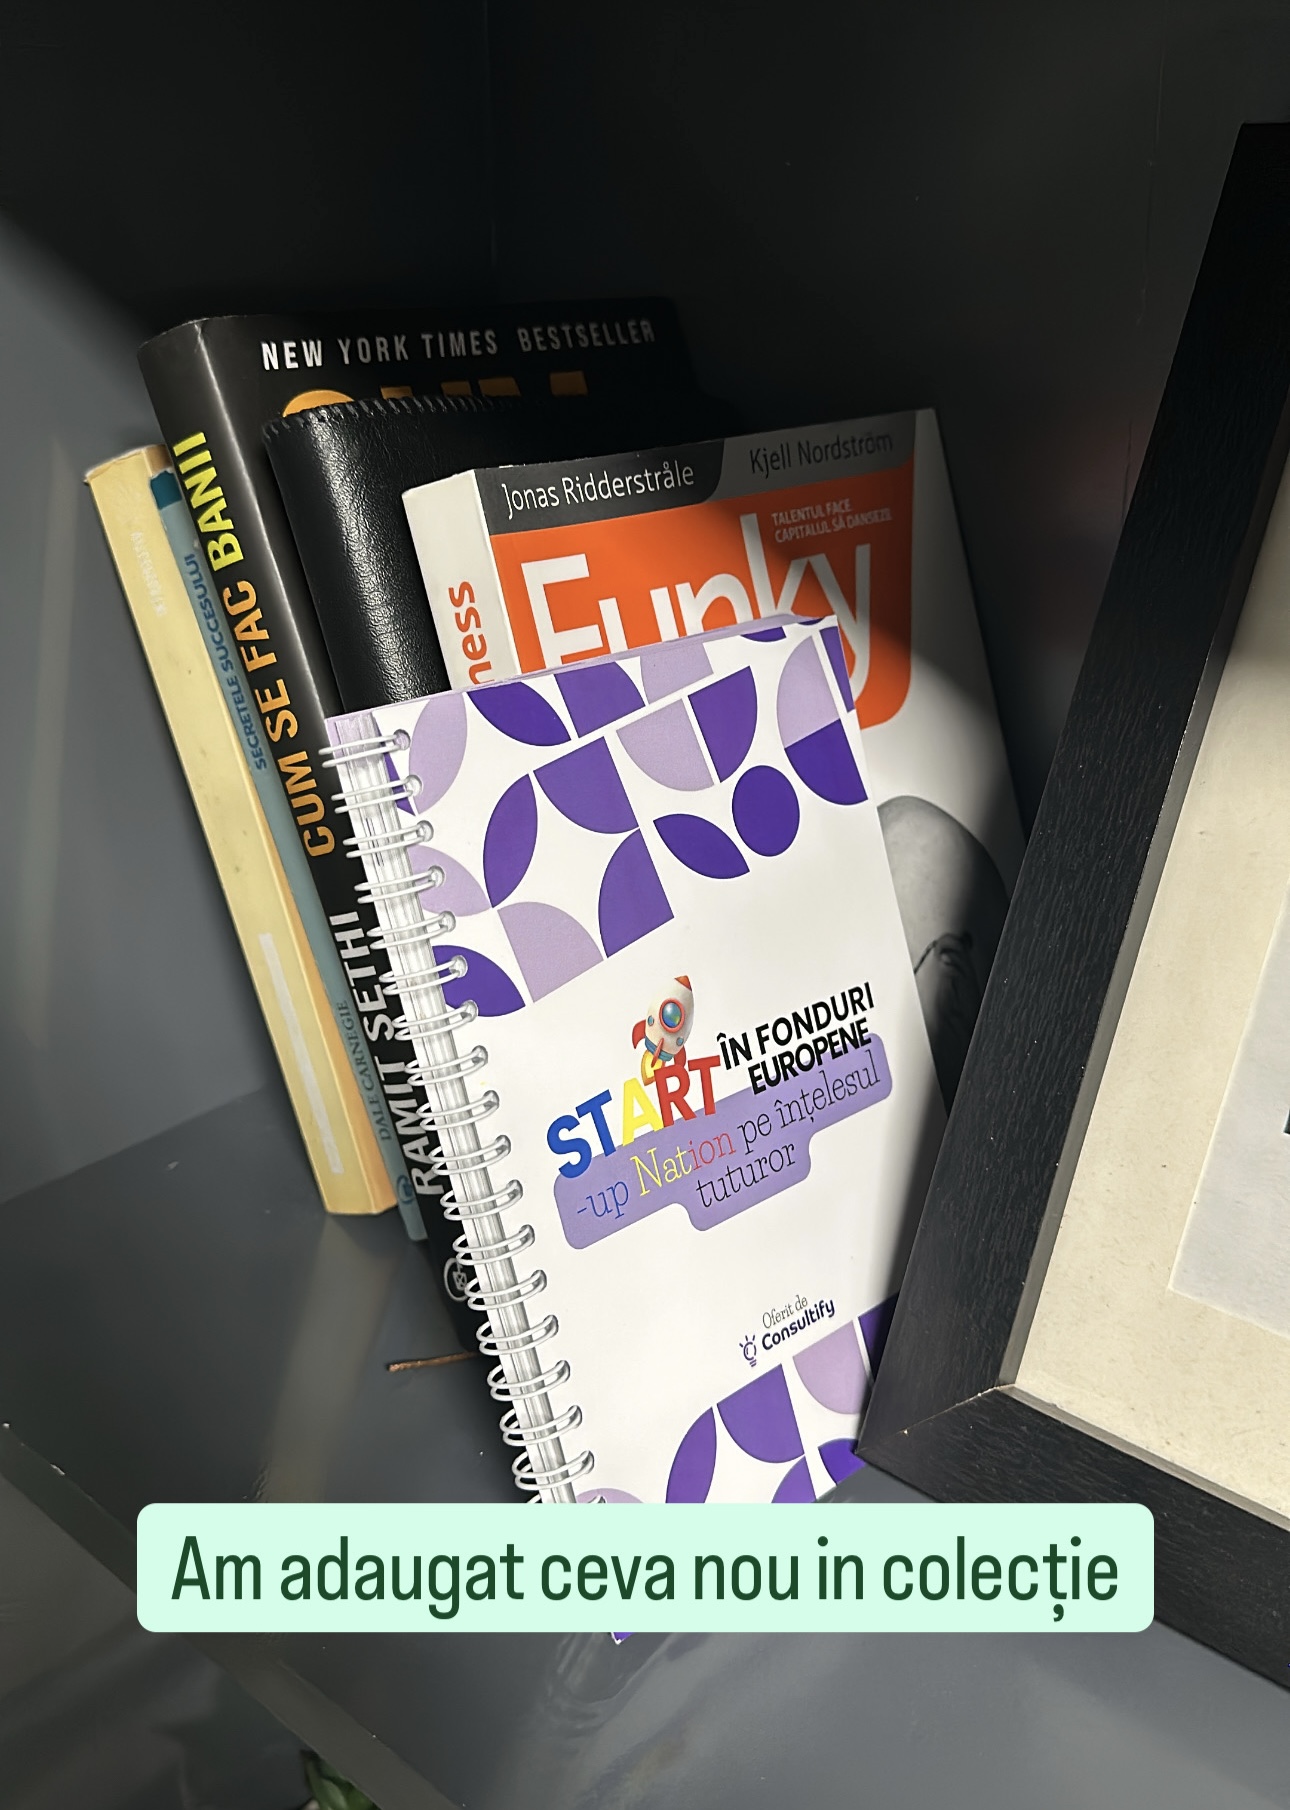 NEW YORK TIMES BESTSELLER
CUM SE FAC BANII
RAMIT SETHI
SECRETELE SUCCESULUI
DALE CARNEGIE
Jonas Ridderstråle
Kjell Nordström
TALENTUL FACE
CAPITALUL SĂ DANSEZE
Funky
ness
START ÎN FONDURI
EUROPENE
-up Nation pe înțelesul
tuturor
Oferit de
Consultify
Am adaugat ceva nou in colecție